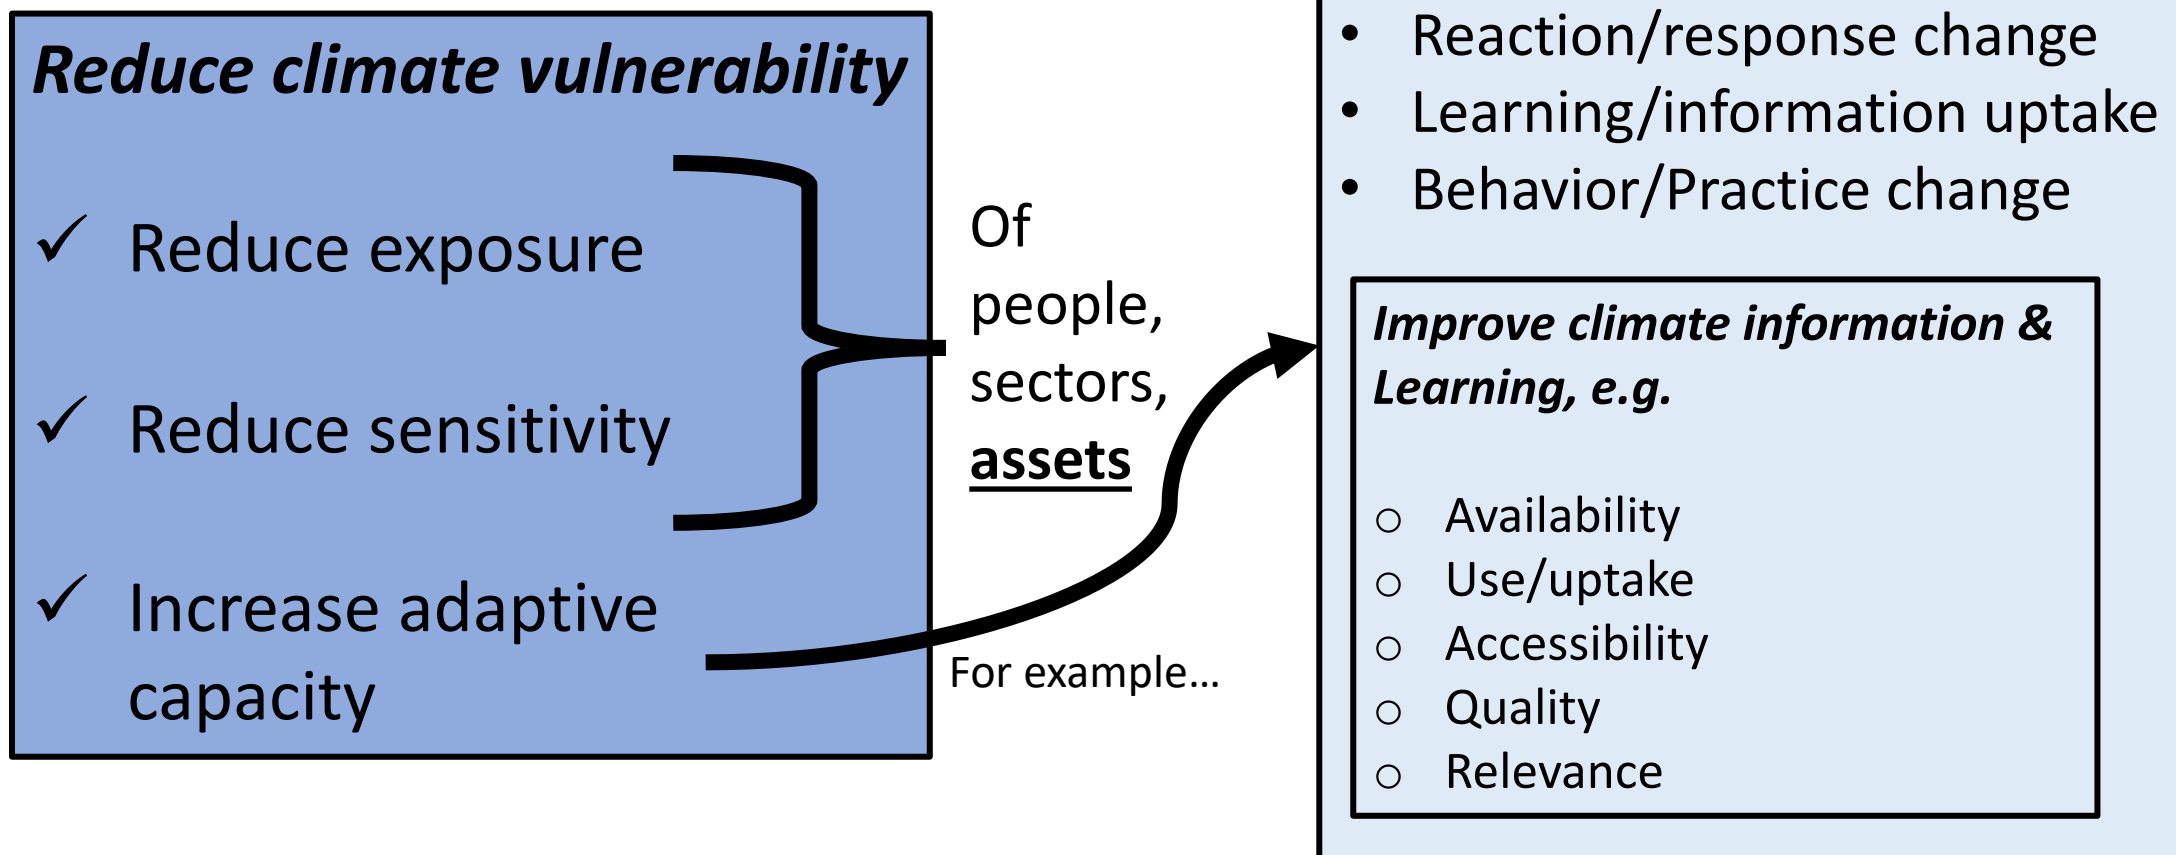 Reduce climate vulnerability
✓ Reduce exposure
✓ Reduce sensitivity
✓ Increase adaptive
capacity
Of
people,
sectors,
assets
For example...
• Reaction/response change
• Learning/information uptake
• Behavior/Practice change
Improve climate information &
Learning, e.g.
o Availability
o Use/uptake
o Accessibility
o Quality
o Relevance